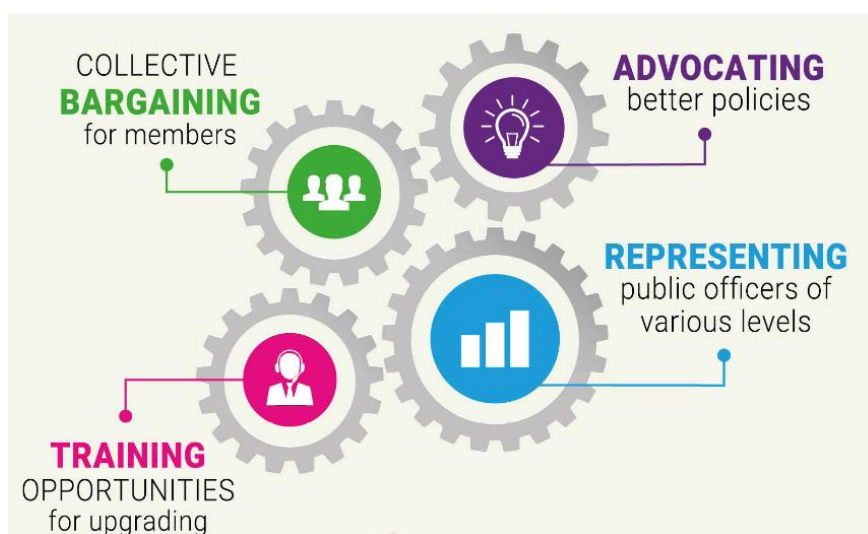 COLLECTIVE
BARGAINING
for members
ADVOCATING
better policies
REPRESENTING
public officers of
various levels
TRAINING
OPPORTUNITIES
for upgrading